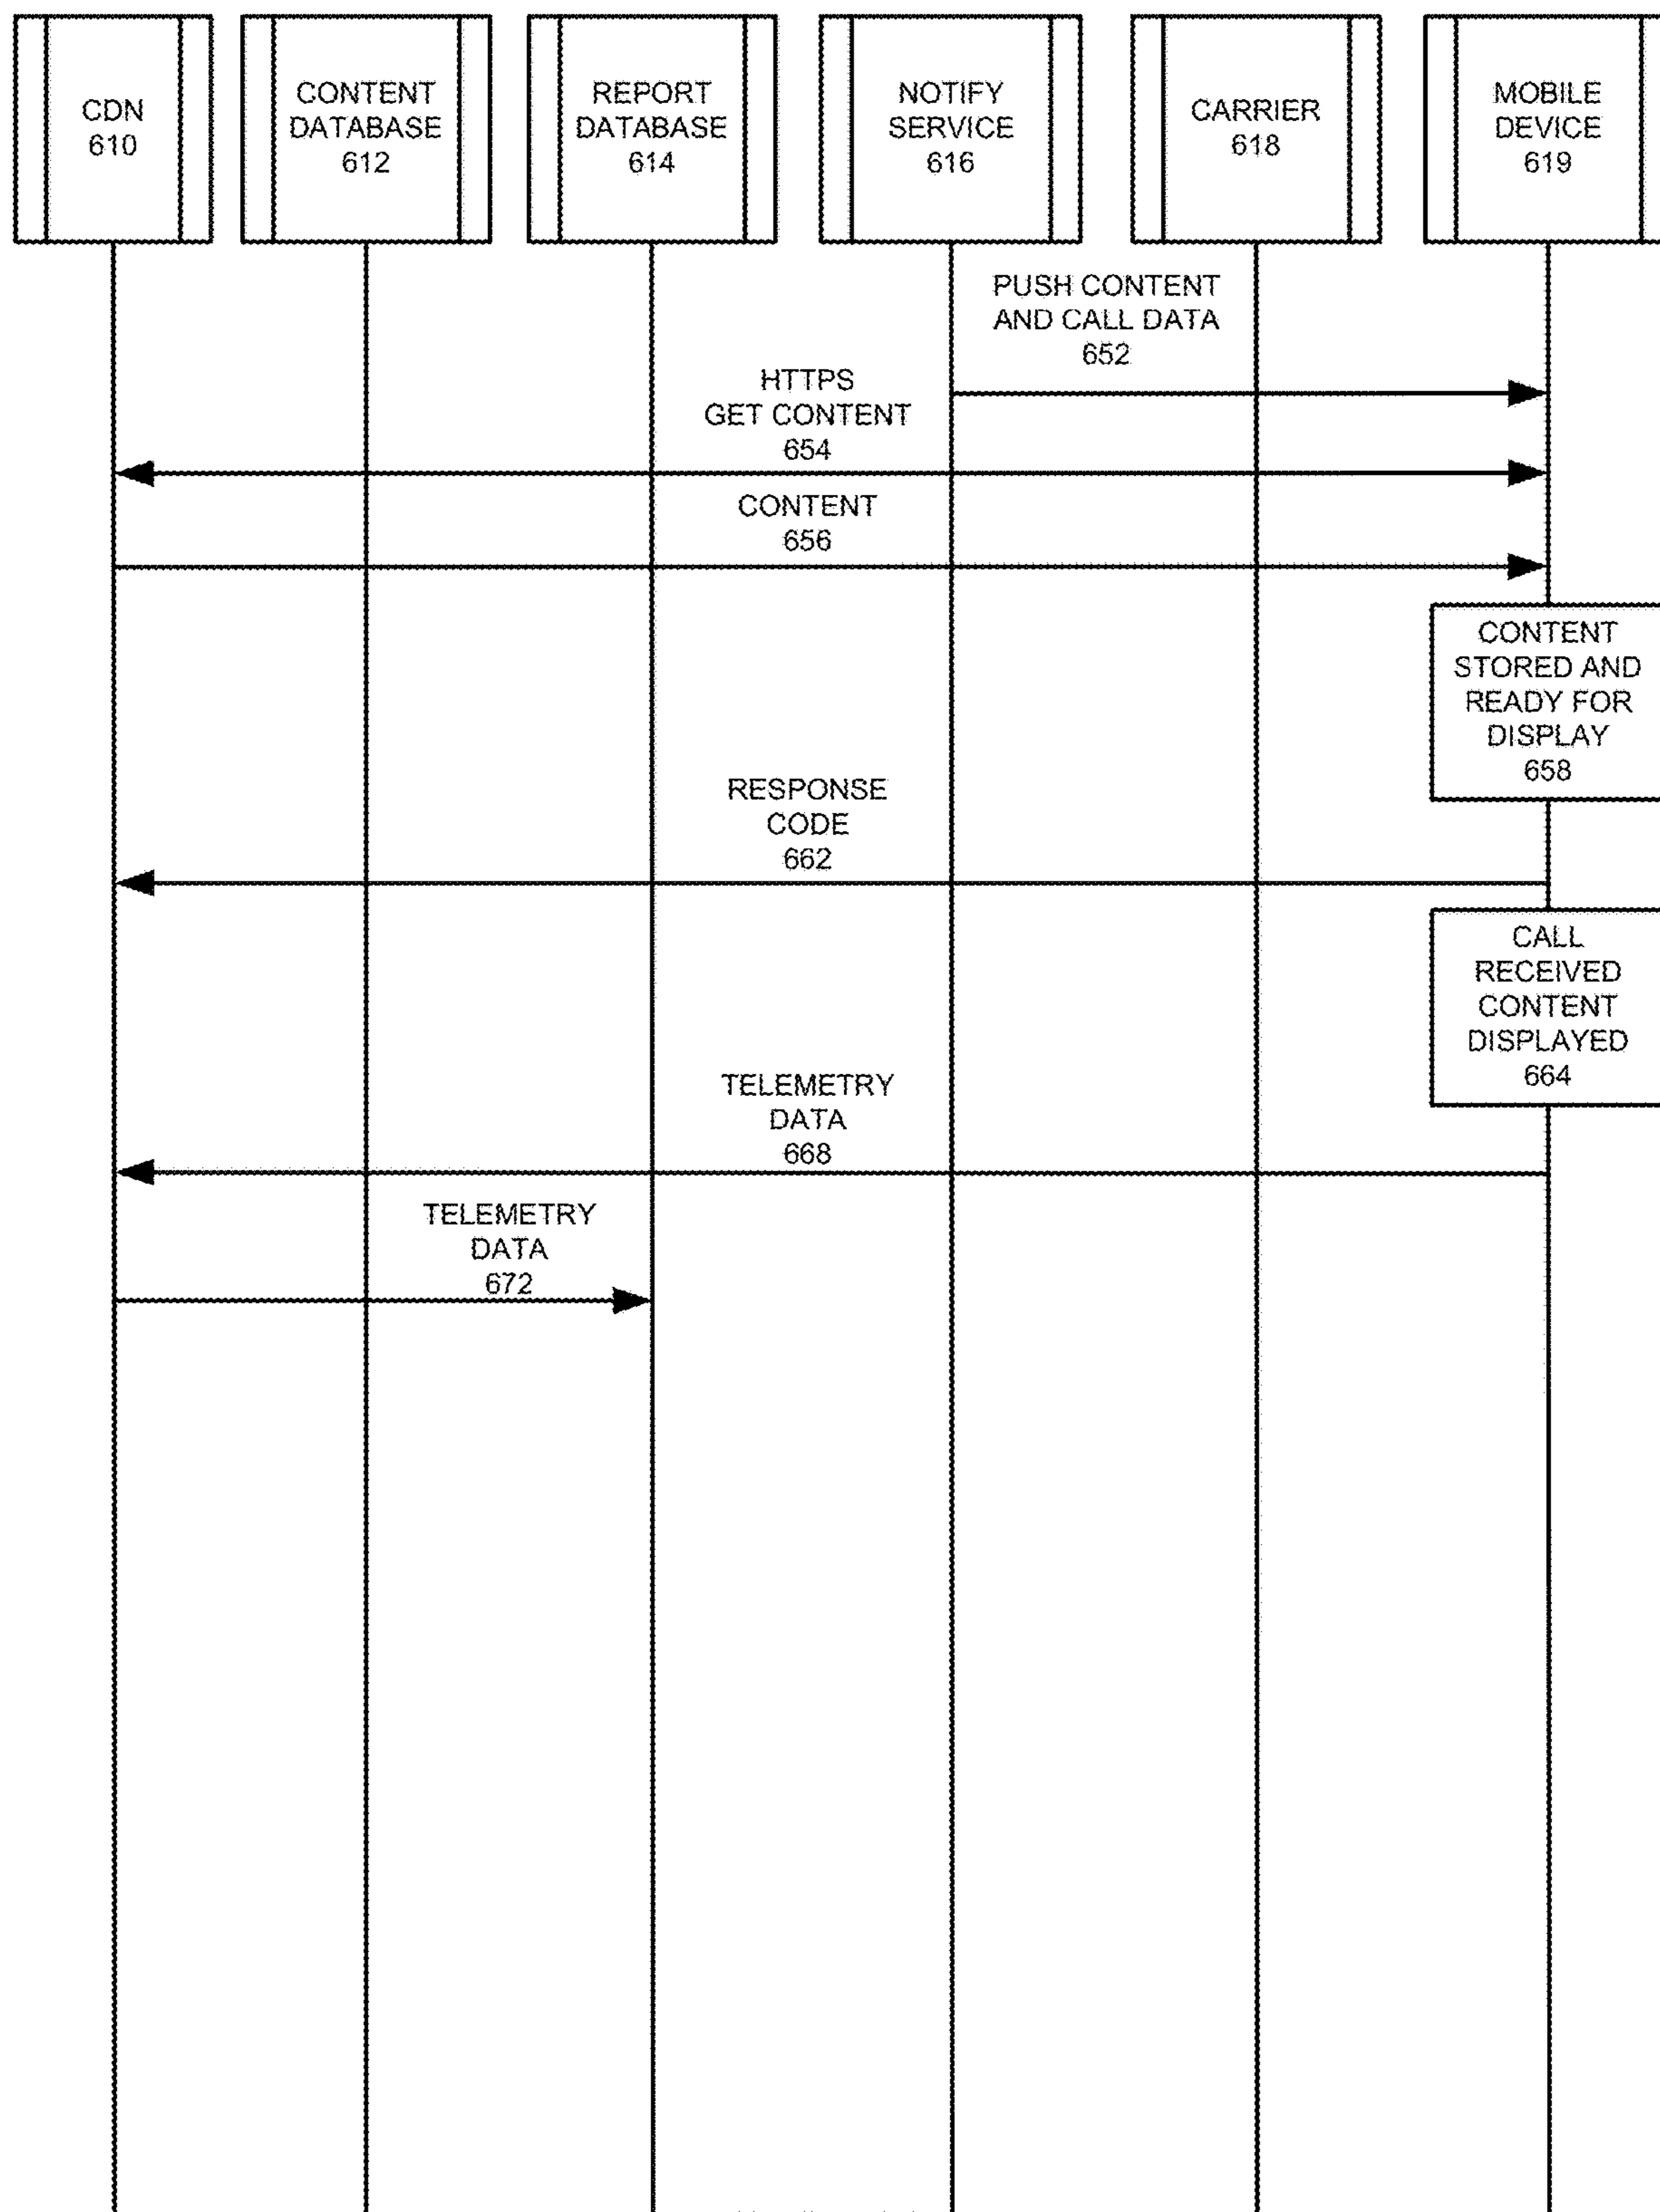 CDN
610
CONTENT
DATABASE
612
REPORT
DATABASE
614
NOTIFY
SERVICE
616
CARRIER
618
MOBILE
DEVICE
619
PUSH CONTENT
AND CALL DATA
652
HTTPS
GET CONTENT
654
CONTENT
656
CONTENT
STORED AND
READY FOR
DISPLAY
658
RESPONSE
CODE
662
CALL
RECEIVED
CONTENT
DISPLAYED
664
TELEMETRY
DATA
668
TELEMETRY
DATA
672